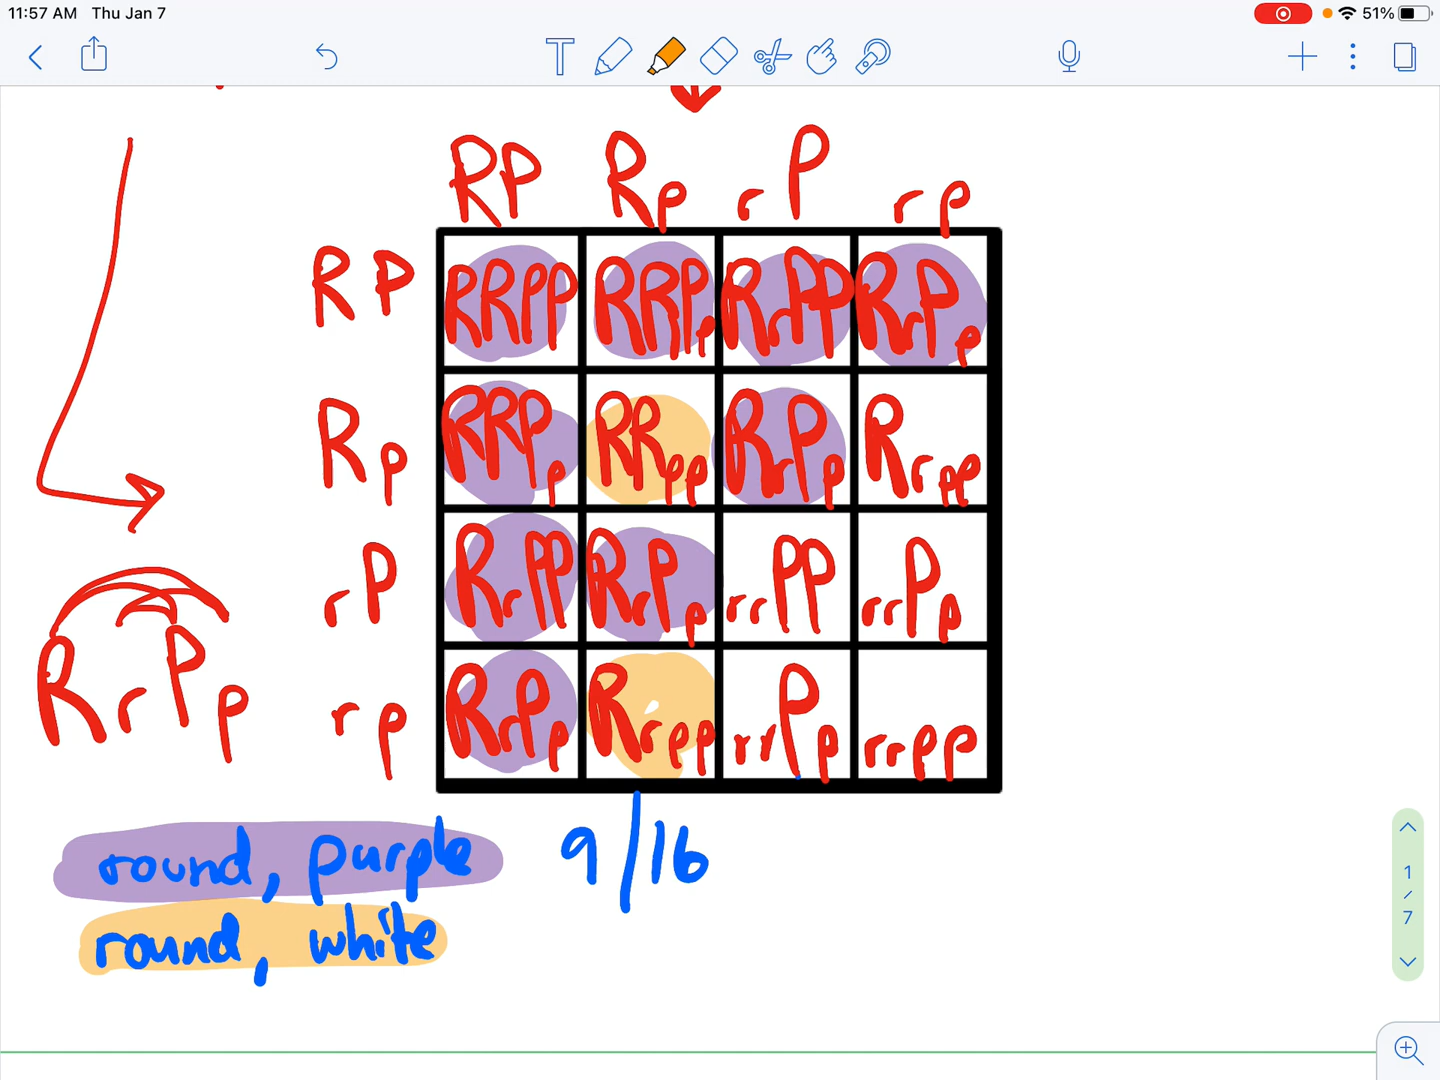 11:57 AM Thu Jan 7 51%
T
RP Rp rP rp
RP RRPP RRPp RrPP RrPp
Rp RRPp RRpp RrPp Rrpp
rP RrPP RrPp rrPP rrPp
RrPp
rp RrPp Rrpp rrPp rrpp
round, purple 9/16
round, white
1
/
7